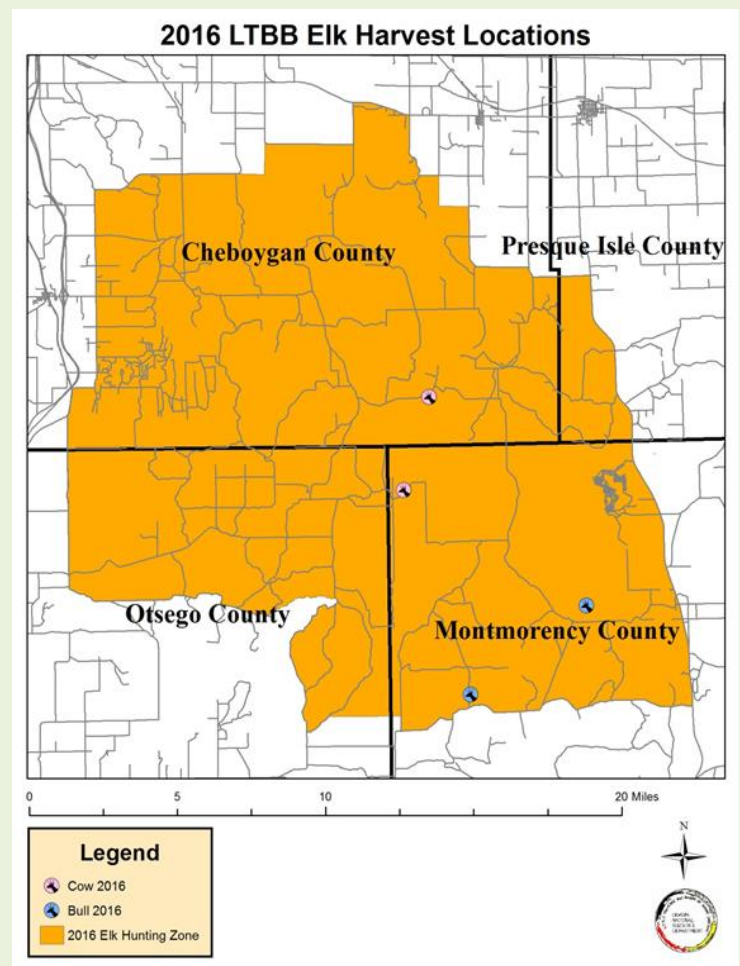 2016 LTBB Elk Harvest Locations
Presque Isle County
Cheboygan County
Otsego County
Montmorency County
0 5 10 20 Miles
N
Legend
Cow 2016
Bull 2016
2016 Elk Hunting Zone